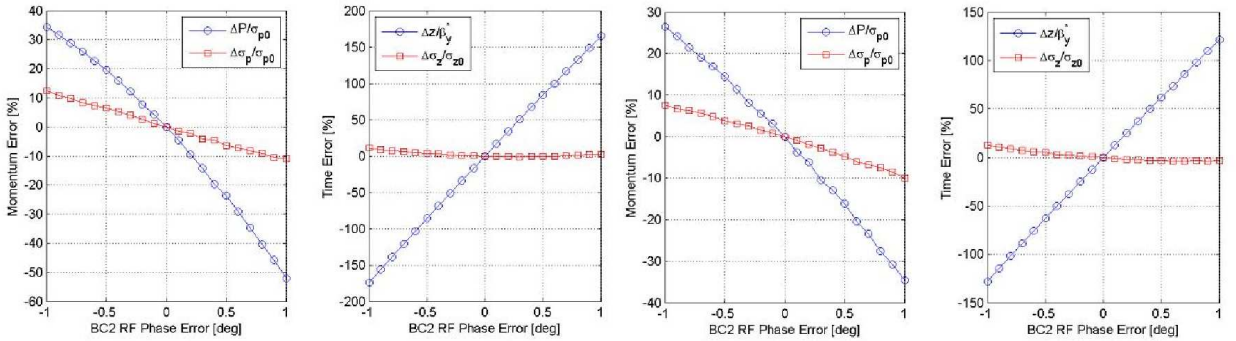 40
30
20
10
0
-10
-20
-30
-40
-50
-60
Momentum Error [%]
ΔP/σp0
Δσp/σp0
-1 -0.5 0 0.5 1
BC2 RF Phase Error [deg]
200
150
100
50
0
-50
-100
-150
200
Time Error [%]
Δz/β*y
Δσz/σz0
-1 -0.5 0 0.5 1
BC2 RF Phase Error [deg]
30
20
10
0
-10
-20
-30
-40
Momentum Error [%]
ΔP/σp0
Δσp/σp0
-1 -0.5 0 0.5 1
BC2 RF Phase Error [deg]
150
100
50
0
-50
-100
-150
Time Error [%]
Δz/β*y
Δσz/σz0
-1 -0.5 0 0.5 1
BC2 RF Phase Error [deg]